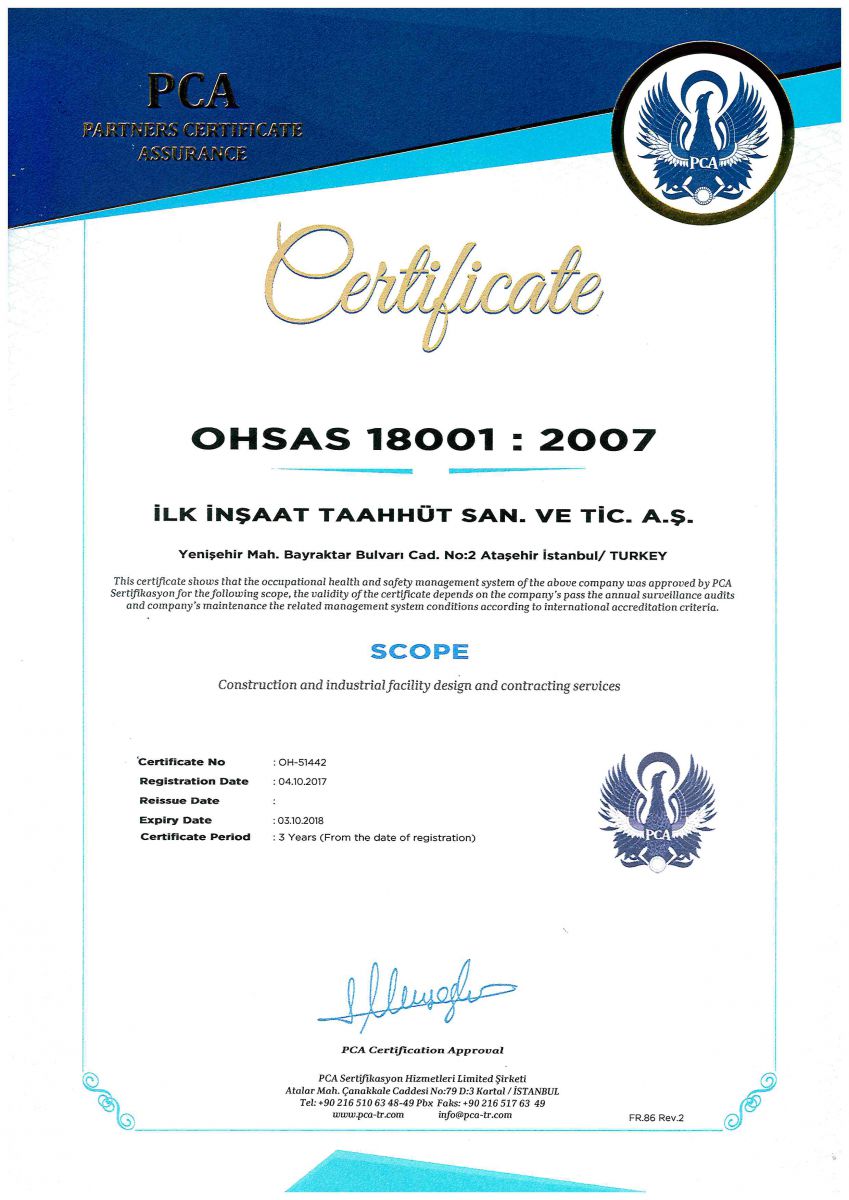 PCA
PARTNERS CERTIFICATE
ASSURANCE
PCA
Certificate
OHSAS 18001 : 2007
İLK İNŞAAT TAAHHÜT SAN. VE TİC. A.Ş.
Yenişehir Mah. Bayraktar Bulvarı Cad. No:2 Ataşehir İstanbul/ TURKEY
This certificate shows that the occupational health and safety management system of the above company was approved by PCA
Sertifikasyon for the following scope, the validity of the certificate depends on the company's pass the annual surveillance audits
and company's maintenance the related management system conditions according to international accreditation criteria.
SCOPE
Construction and industrial facility design and contracting services
Certificate No : OH-51442
Registration Date : 04.10.2017
Reissue Date :
Expiry Date : 03.10.2018
Certificate Period : 3 Years (From the date of registration)
PCA
PCA Certification Approval
PCA Sertifikasyon Hizmetleri Limited Şirketi
Atalar Mah. Çanakkale Caddesi No:79 D:3 Kartal / İSTANBUL
Tel: +90 216 510 63 48-49 Pbx Faks: +90 216 517 63 49
www.pca-tr.com info@pca-tr.com
FR.86 Rev.2